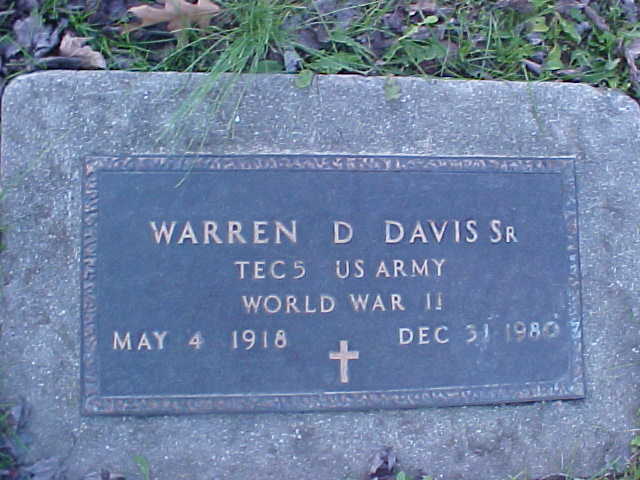 WARREN D DAVIS SR
TEC5 US ARMY
WORLD WAR II
MAY 4 1918 DEC 31 1980